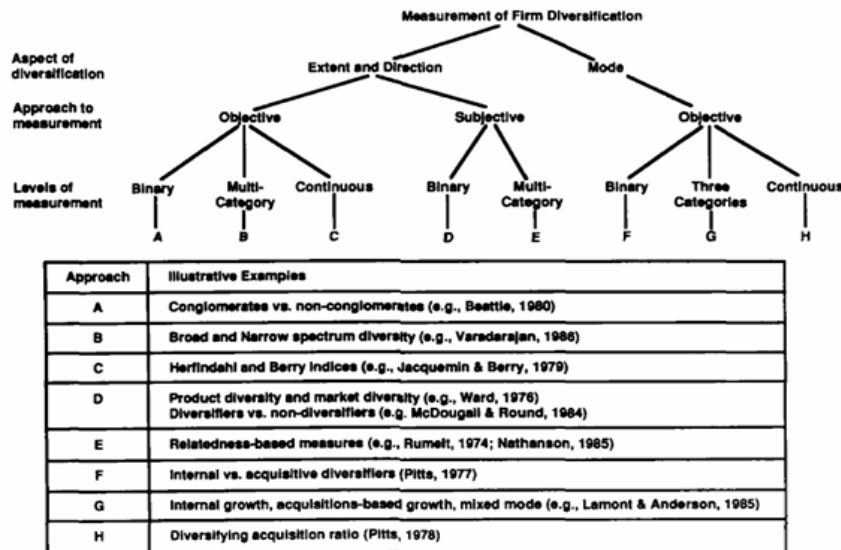 Measurement of Firm Diversification
Aspect of
diversification
Extent and Direction Mode
Approach to
measurement
Objective Subjective Objective
Levels of
measurement
Binary Multi-
Category Continuous Binary Multi-
Category Binary Three
Categories Continuous
A B C D E F G H
Approach Illustrative Examples
A Conglomerates vs. non-conglomerates (e.g., Beattie, 1980)
B Broad and Narrow spectrum diversity (e.g., Varadarajan, 1986)
C Herfindahl and Berry indices (e.g., Jacquemin & Berry, 1979)
D Product diversity and market diversity (e.g., Ward, 1976)
Diversifiers vs. non-diversifiers (e.g. McDougall & Round, 1984)
E Relatedness-based measures (e.g., Rumelt, 1974; Nathanson, 1985)
F Internal vs. acquisitive diversifiers (Pitts, 1977)
G Internal growth, acquisitions-based growth, mixed mode (e.g., Lamont & Anderson, 1985)
H Diversifying acquisition ratio (Pitts, 1978)